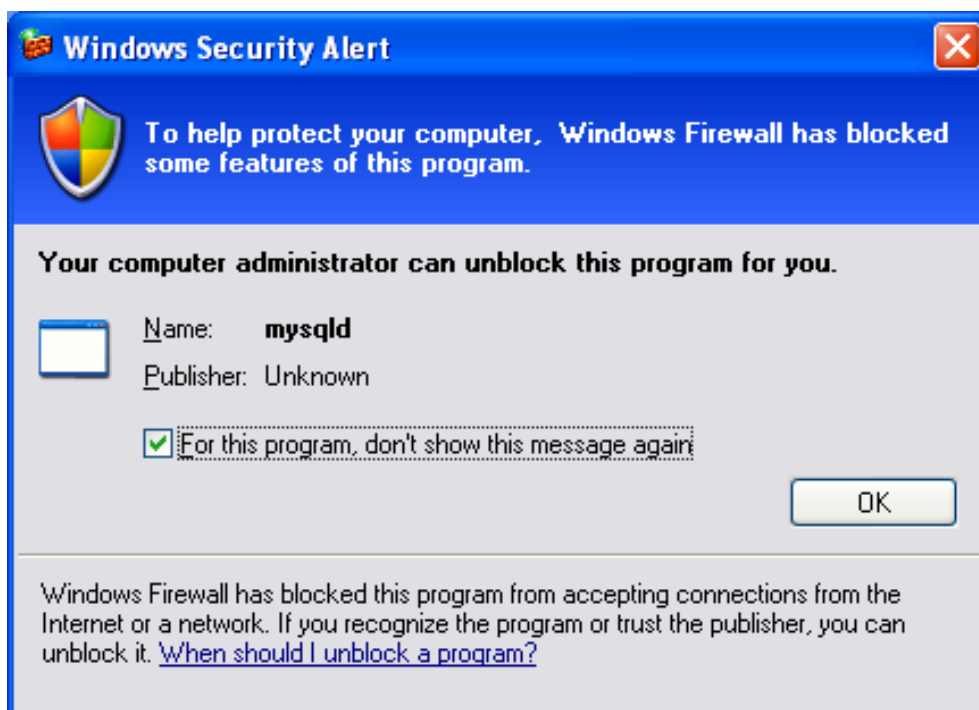 Windows Security Alert
To help protect your computer, Windows Firewall has blocked
some features of this program.
Your computer administrator can unblock this program for you.
Name: mysqld
Publisher: Unknown
For this program, don't show this message again
OK
Windows Firewall has blocked this program from accepting connections from the
Internet or a network. If you recognize the program or trust the publisher, you can
unblock it. When should I unblock a program?